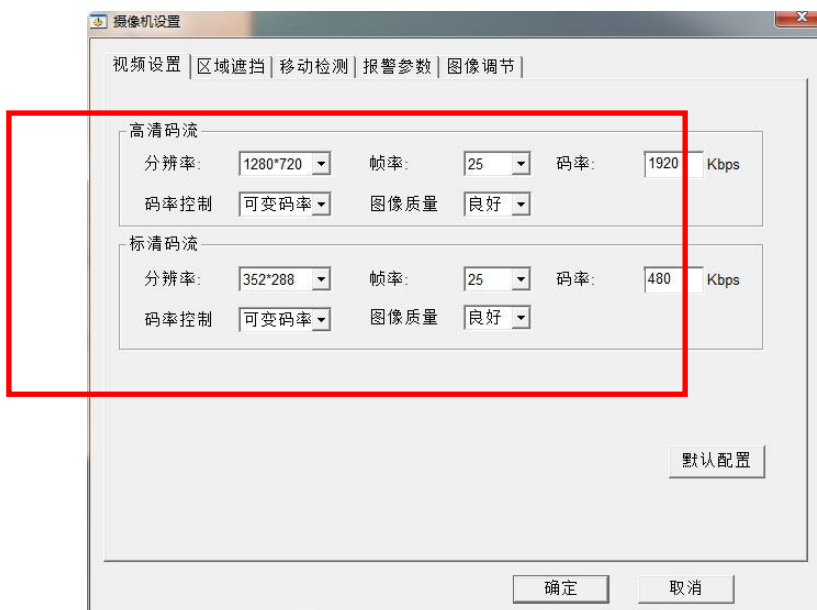 摄像机设置
视频设置 区域遮挡 移动检测 报警参数 图像调节
高清码流
分辨率: 1280*720 帧率: 25 码率: 1920 Kbps
码率控制 可变码率 图像质量 良好
标清码流
分辨率: 352*288 帧率: 25 码率: 480 Kbps
码率控制 可变码率 图像质量 良好
默认配置
确定 取消